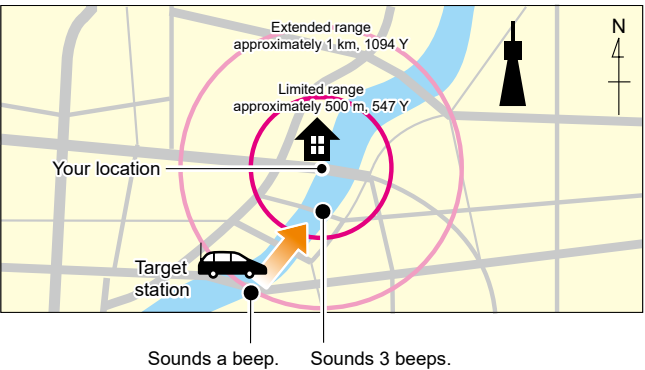 Extended range
approximately 1 km, 1094 Y
N
Limited range
approximately 500 m, 547 Y
Your location
Target
station
Sounds a beep.
Sounds 3 beeps.